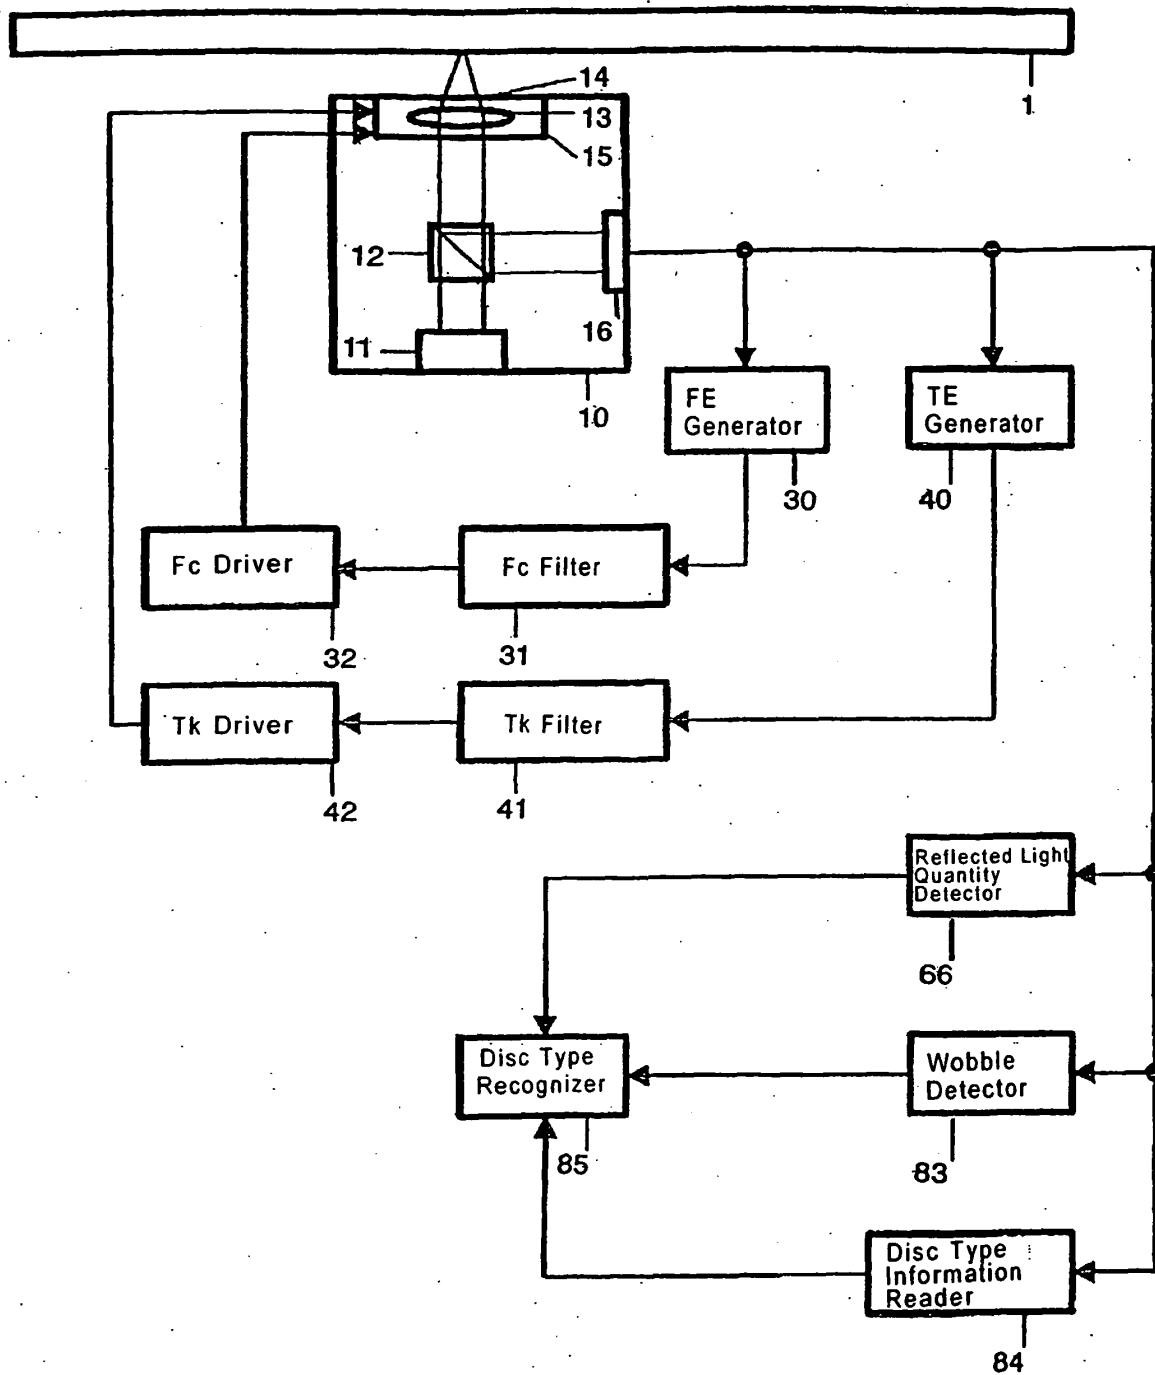 1
14
13
15
12
16
11
10
FE
Generator
30
TE
Generator
40
Fc Driver
32
Fc Filter
31
Tk Driver
42
Tk Filter
41
Reflected Light
Quantity
Detector
66
Disc Type
Recognizer
85
Wobble
Detector
83
Disc Type
Information
Reader
84